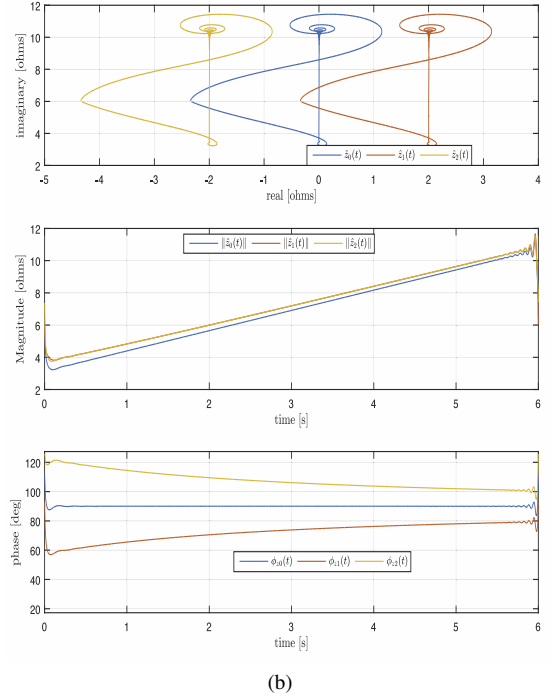 12
10
8
6
4
2
imaginary [ohms]
-5 -4 -3 -2 -1 0 1 2 3 4
real [ohms]
ẑ₀(t) ẑ₁(t) ẑ₂(t)
12
10
8
6
4
2
Magnitude [ohms]
‖ẑ₀(t)‖ ‖ẑ₁(t)‖ ‖ẑ₂(t)‖
0 1 2 3 4 5 6
time [s]
120
100
80
60
40
20
phase [deg]
ϕz0(t) ϕz1(t) ϕz2(t)
0 1 2 3 4 5 6
time [s]
(b)